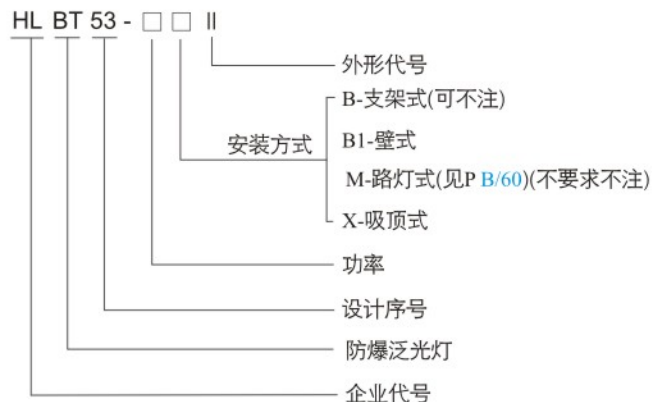 HL BT 53 - □ □ Ⅱ
外形代号
B-支架式(可不注)
安装方式
B1-壁式
M-路灯式(见P B/60)(不要求不注)
X-吸顶式
功率
设计序号
防爆泛光灯
企业代号